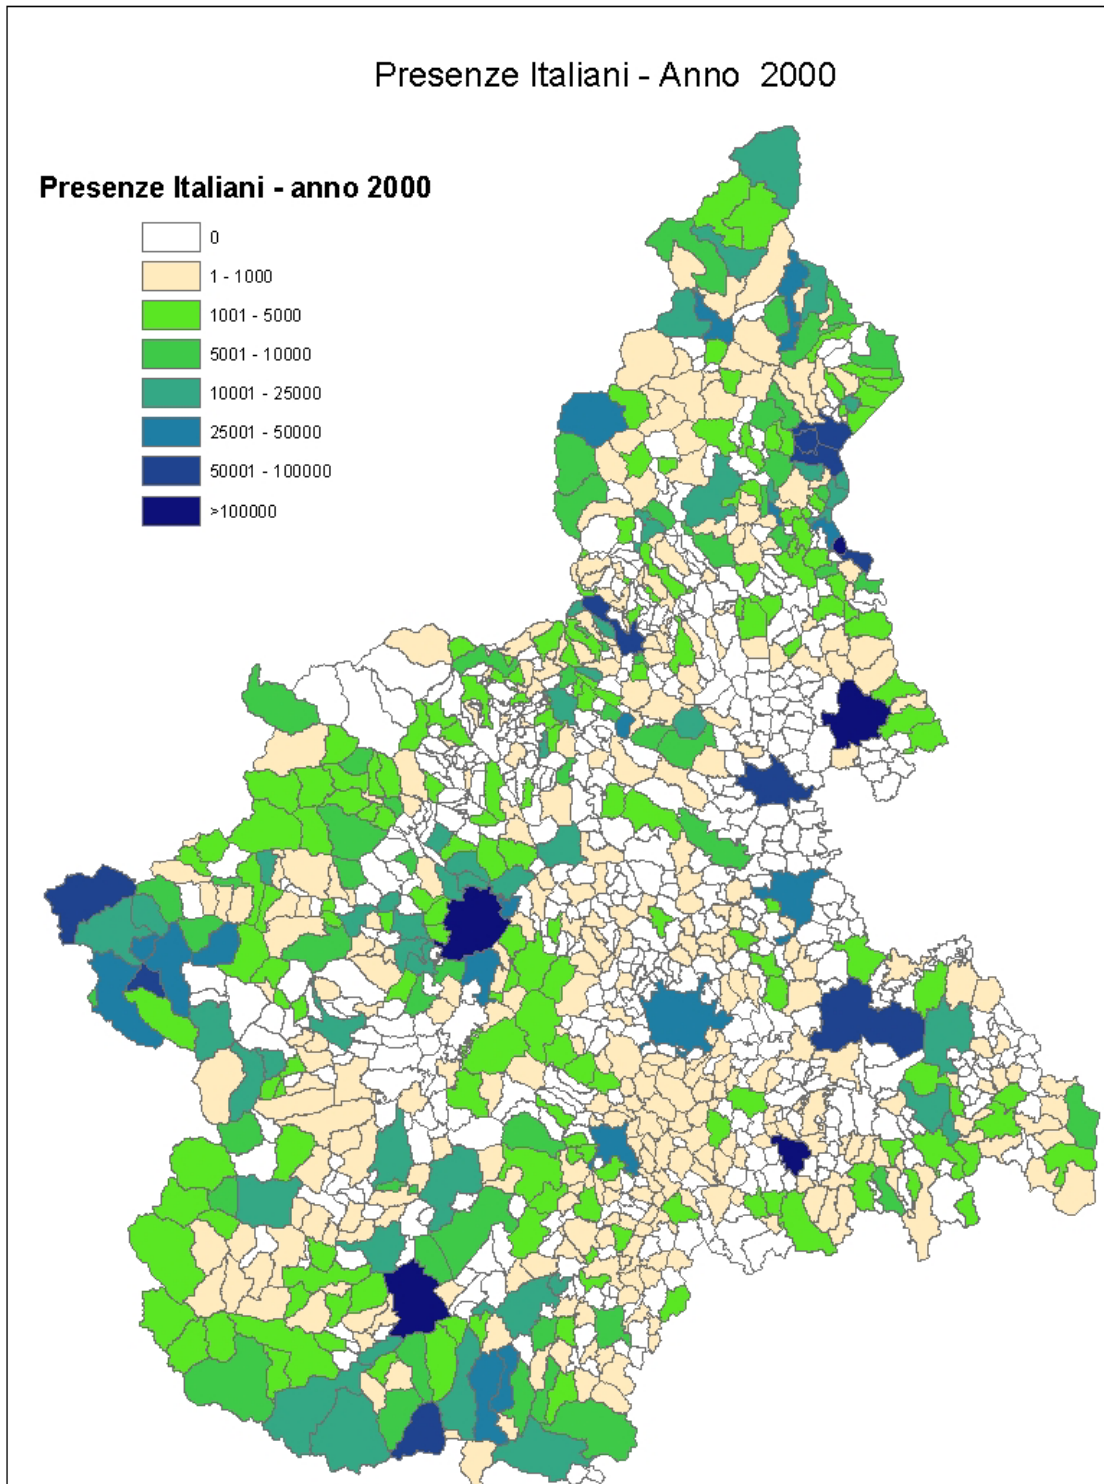 Presenze Italiani - Anno 2000
Presenze Italiani - anno 2000
0
1 - 1000
1001 - 5000
5001 - 10000
10001 - 25000
25001 - 50000
50001 - 100000
>100000